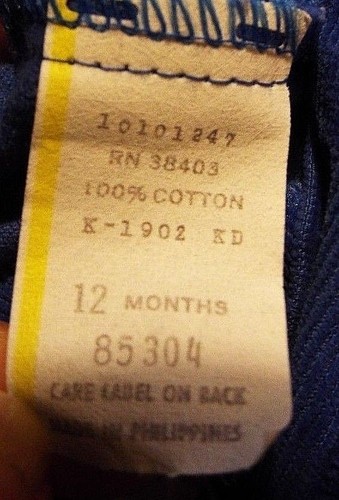 10101247
RN 38403
100% COTTON
K-1902 KD
12 MONTHS
85304
CARE LABEL ON BACK
MADE IN PHILIPPINES